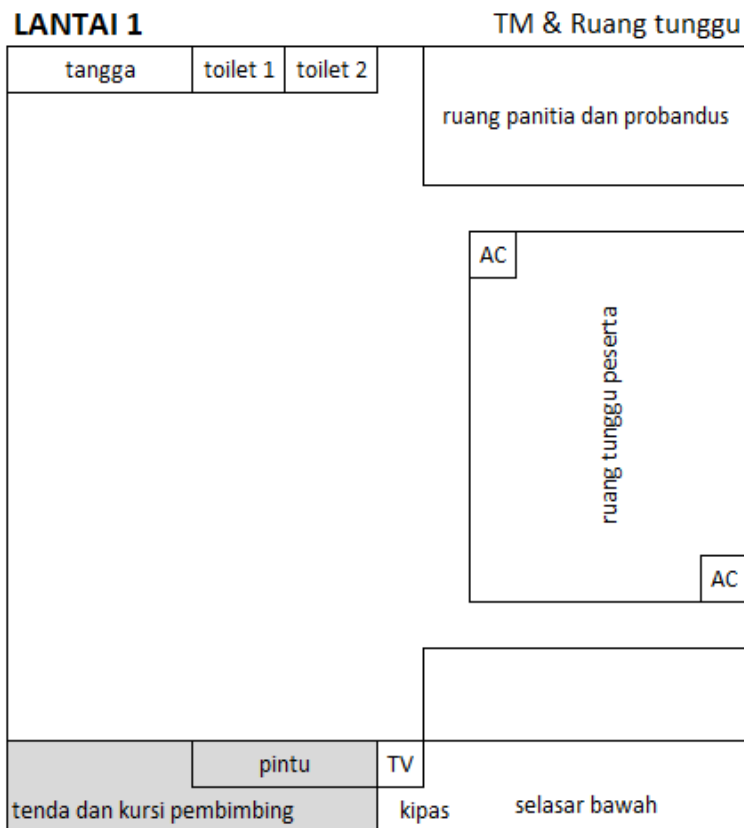 LANTAI 1
TM & Ruang tunggu
tangga
toilet 1
toilet 2
ruang panitia dan probandus
AC
ruang tunggu peserta
AC
pintu
TV
tenda dan kursi pembimbing
kipas
selasar bawah